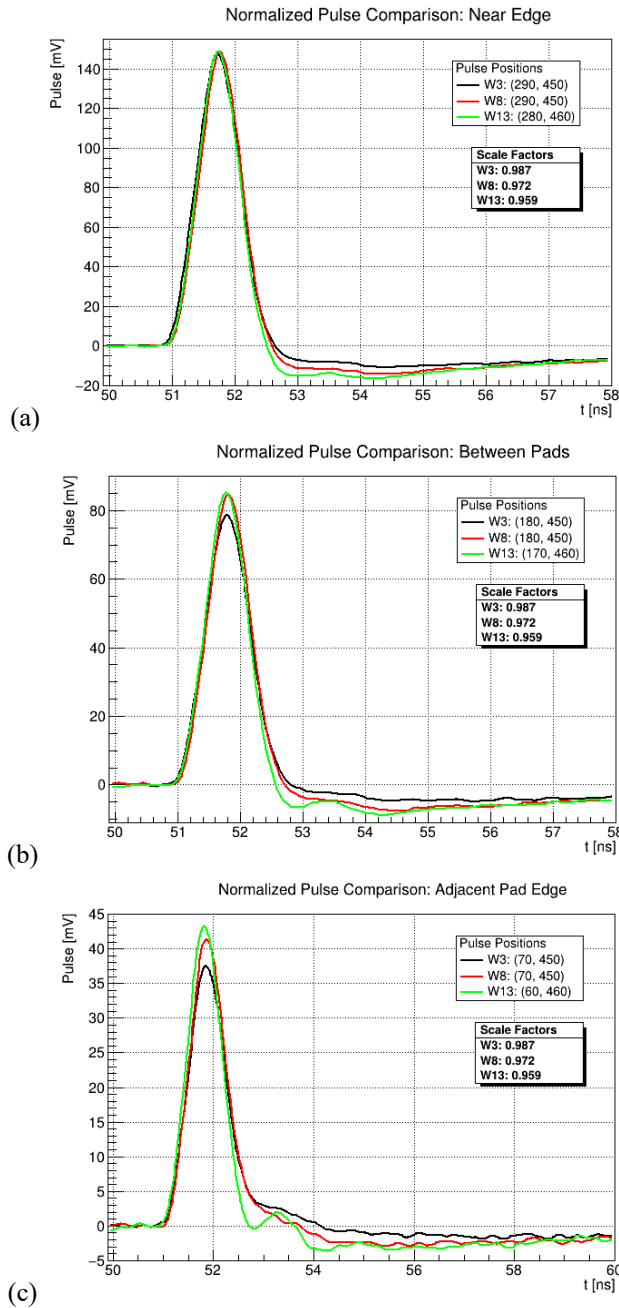 Normalized Pulse Comparison: Near Edge
Pulse [mV]
140
120
100
80
60
40
20
0
−20
50 51 52 53 54 55 56 57 58
t [ns]
Pulse Positions
W3: (290, 450)
W8: (290, 450)
W13: (280, 460)
Scale Factors
W3: 0.987
W8: 0.972
W13: 0.959
(a)
Normalized Pulse Comparison: Between Pads
Pulse [mV]
80
60
40
20
0
50 51 52 53 54 55 56 57 58
t [ns]
Pulse Positions
W3: (180, 450)
W8: (180, 450)
W13: (170, 460)
Scale Factors
W3: 0.987
W8: 0.972
W13: 0.959
(b)
Normalized Pulse Comparison: Adjacent Pad Edge
Pulse [mV]
45
40
35
30
25
20
15
10
5
0
−5
50 52 54 56 58 60
t [ns]
Pulse Positions
W3: (70, 450)
W8: (70, 450)
W13: (60, 460)
Scale Factors
W3: 0.987
W8: 0.972
W13: 0.959
(c)